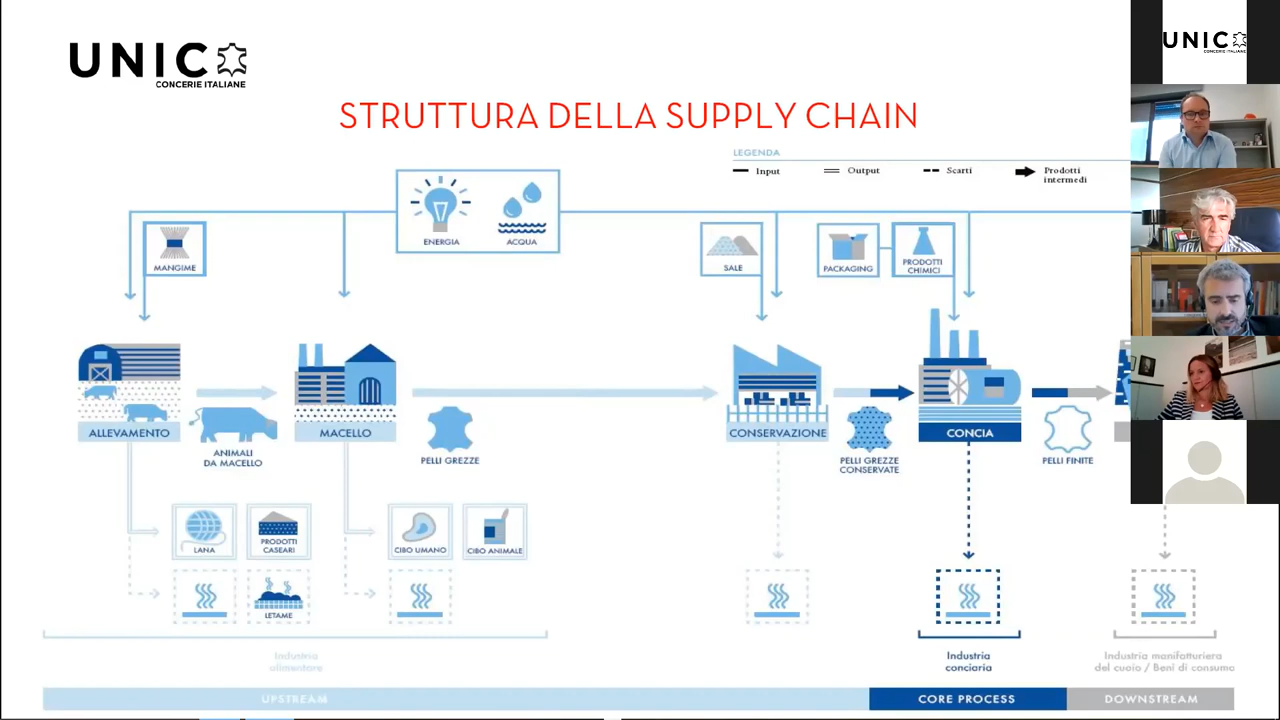 UNIC
CONCERIE ITALIANE
UNIC
CONCERIE ITALIANE
STRUTTURA DELLA SUPPLY CHAIN
LEGENDA
Input
Output
Scarti
Prodotti
intermedi
ENERGIA
ACQUA
MANGIME
SALE
PACKAGING
PRODOTTI
CHIMICI
ALLEVAMENTO
ANIMALI
DA MACELLO
MACELLO
PELLI GREZZE
CONSERVAZIONE
PELLI GREZZE
CONSERVATE
CONCIA
PELLI FINITE
LANA
PRODOTTI
CASEARI
CIBO UMANO
CIBO ANIMALE
LETAME
Industria
alimentare
Industria
conciaria
Industria manifatturiera
del cuoio / Beni di consumo
UPSTREAM
CORE PROCESS
DOWNSTREAM